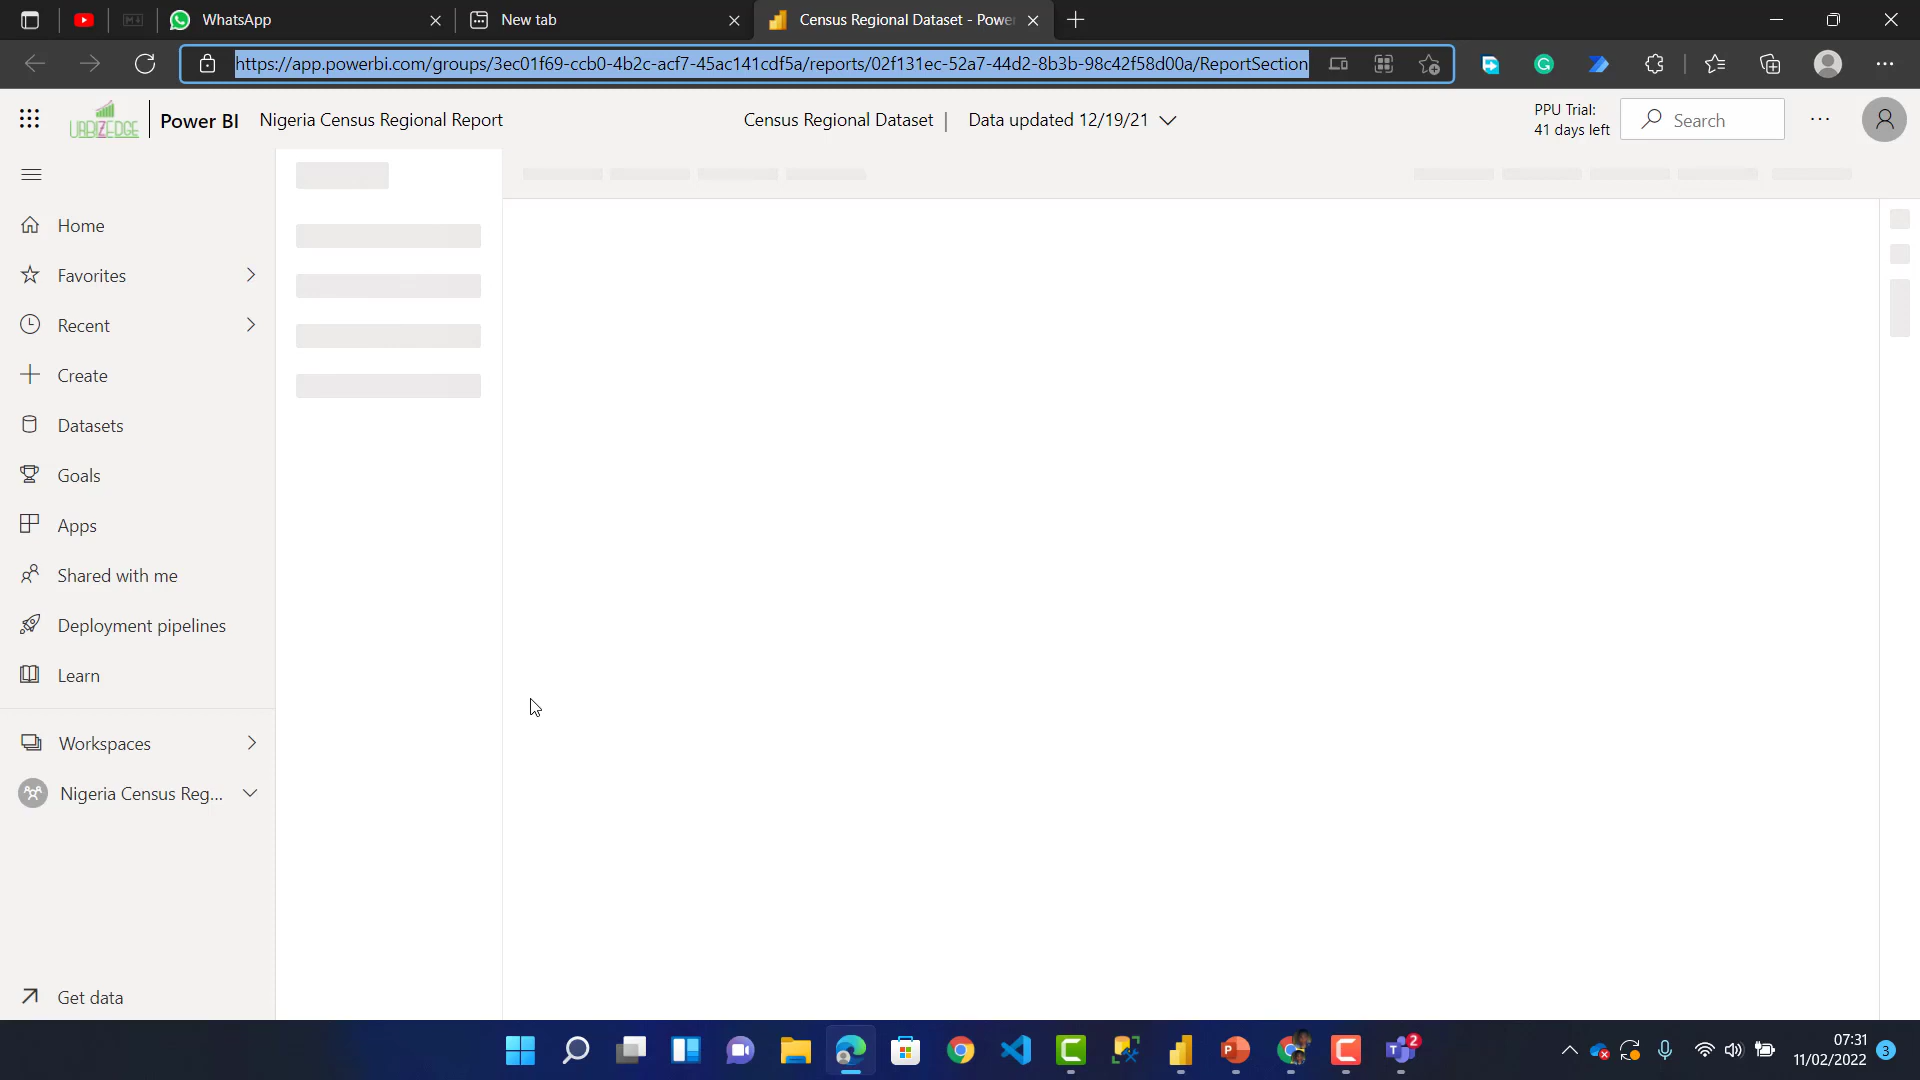 WhatsApp
New tab
Census Regional Dataset - Powe
https://app.powerbi.com/groups/3ec01f69-ccb0-4b2c-acf7-45ac141cdf5a/reports/02f131ec-52a7-44d2-8b3b-98c42f58d00a/ReportSection
URBIZEDGE
Power BI
Nigeria Census Regional Report
Census Regional Dataset | Data updated 12/19/21
PPU Trial:
41 days left
Search
Home
Favorites
Recent
Create
Datasets
Goals
Apps
Shared with me
Deployment pipelines
Learn
Workspaces
Nigeria Census Reg...
Get data
2
07:31
11/02/2022
3